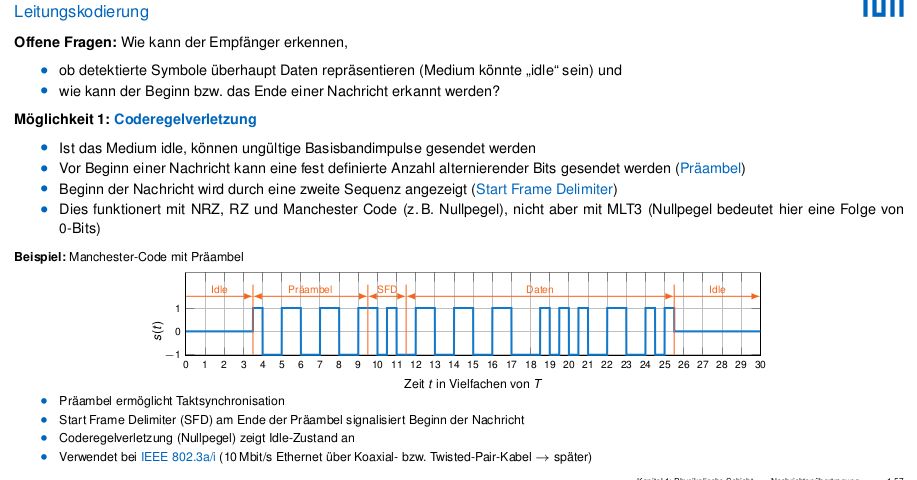 Leitungskodierung
Offene Fragen: Wie kann der Empfänger erkennen,
• ob detektierte Symbole überhaupt Daten repräsentieren (Medium könnte „idle“ sein) und
• wie kann der Beginn bzw. das Ende einer Nachricht erkannt werden?
Möglichkeit 1: Coderegelverletzung
• Ist das Medium idle, können ungültige Basisbandimpulse gesendet werden
• Vor Beginn einer Nachricht kann eine fest definierte Anzahl alternierender Bits gesendet werden (Präambel)
• Beginn der Nachricht wird durch eine zweite Sequenz angezeigt (Start Frame Delimiter)
• Dies funktionert mit NRZ, RZ und Manchester Code (z. B. Nullpegel), nicht aber mit MLT3 (Nullpegel bedeutet hier eine Folge von
0-Bits)
Beispiel: Manchester-Code mit Präambel
Idle Präambel SFD Daten Idle
1
0
−1
s(t)
0 1 2 3 4 5 6 7 8 9 10 11 12 13 14 15 16 17 18 19 20 21 22 23 24 25 26 27 28 29 30
Zeit t in Vielfachen von T
• Präambel ermöglicht Taktsynchronisation
• Start Frame Delimiter (SFD) am Ende der Präambel signalisiert Beginn der Nachricht
• Coderegelverletzung (Nullpegel) zeigt Idle-Zustand an
• Verwendet bei IEEE 802.3a/i (10 Mbit/s Ethernet über Koaxial- bzw. Twisted-Pair-Kabel → später)